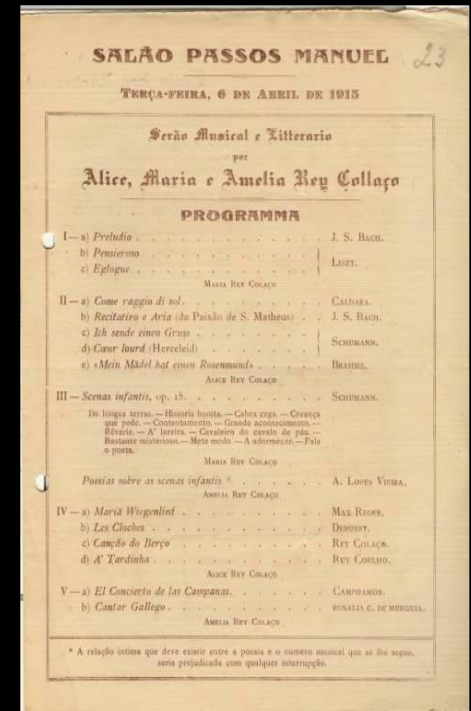 SALÃO PASSOS MANUEL
23
TERÇA-FEIRA, 6 DE ABRIL DE 1915
Serão Musical e Litterario
por
Alice, Maria e Amelia Rey Collaço
PROGRAMMA
I — a) Preludio . . . . . . . . . . . . J. S. BACH.
b) Pensieroso . . . . . . . . . . .
LISZT.
c) Eglogue . . . . . . . . . . . .
MARIA REY COLAÇO
II — a) Come raggio di sol . . . . . . . . . CALDARA.
b) Recitativo e Aria (da Paixão de S. Matheus) . . J. S. BACH.
c) Ich sende einen Gruss . . . . . . . .
SCHUMANN.
d) Cœur lourd (Herzeleid) . . . . . . .
e) «Mein Mädel hat einen Rosenmund» . . . . BRAHMS.
ALICE REY COLAÇO
III — Scenas infantis, op. 15. . . . . . . . . SCHUMANN.
De longas terras. — Historia bonita. — Cabra cega. — Creança
que pede. — Contentamento. — Grande acontecimento. —
Rêverie. — A' lareira. — Cavaleiro do cavalo de páu. —
Bastante misterioso. — Mete medo — A adormecer. — Fala
o poeta.
MARIA REY COLAÇO
Poesias sobre as scenas infantis * . . . . . . A. LOPES VIEIRA.
AMELIA REY COLAÇO
IV — a) Mariä Wiegenlied . . . . . . . . . MAX REGER.
b) Les Cloches . . . . . . . . . . . DEBUSSY.
c) Canção do Berço . . . . . . . . . REY COLAÇO.
d) A' Tardinha . . . . . . . . . . . RUY COELHO.
ALICE REY COLAÇO
V — a) El Concierto de las Campanas. . . . . . CAMPOAMOR.
b) Cantar Gallego . . . . . . . . . . ROSALIA C. DE MURGUIA.
AMELIA REY COLAÇO
* A relação intima que deve existir entre a poesia e o numero musical que se lhe segue,
seria prejudicada com qualquer interrupção.